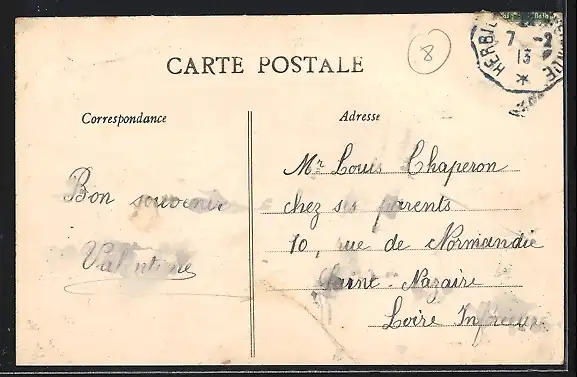 8
HERBI
7 -2
13
CARTE POSTALE
Correspondance
Adresse
Bon souvenir
Valentine
Mr Louis Chaperon
chez ses parents
10, rue de Normandie
Saint-Nazaire
Loire Inférieure